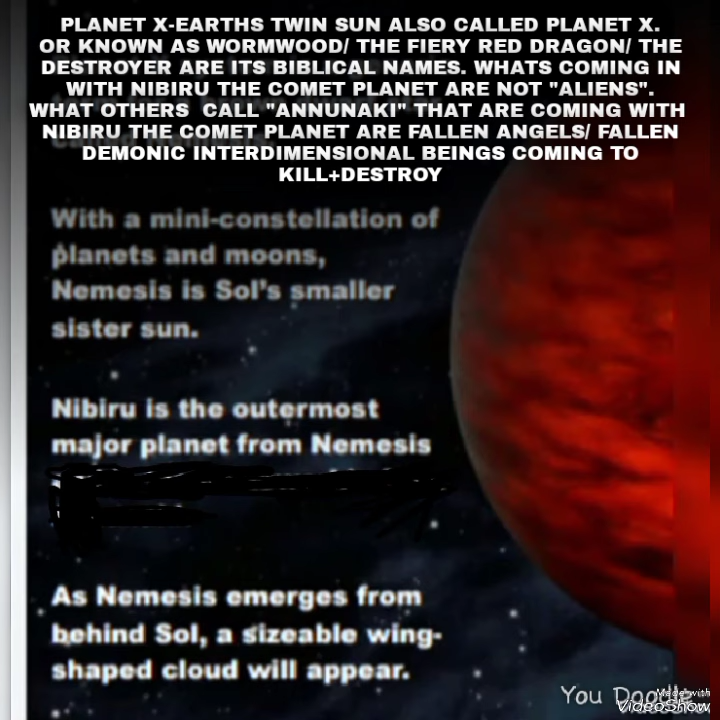 PLANET X-EARTHS TWIN SUN ALSO CALLED PLANET X.
OR KNOWN AS WORMWOOD/ THE FIERY RED DRAGON/ THE
DESTROYER ARE ITS BIBLICAL NAMES. WHATS COMING IN
WITH NIBIRU THE COMET PLANET ARE NOT "ALIENS".
WHAT OTHERS CALL "ANNUNAKI" THAT ARE COMING WITH
NIBIRU THE COMET PLANET ARE FALLEN ANGELS/ FALLEN
DEMONIC INTERDIMENSIONAL BEINGS COMING TO
KILL+DESTROY
With a mini-constellation of
planets and moons,
Nemesis is Sol's smaller
sister sun.
Nibiru is the outermost
major planet from Nemesis
As Nemesis emerges from
behind Sol, a sizeable wing-
shaped cloud will appear.
You Doodle
Made with
VideoShow